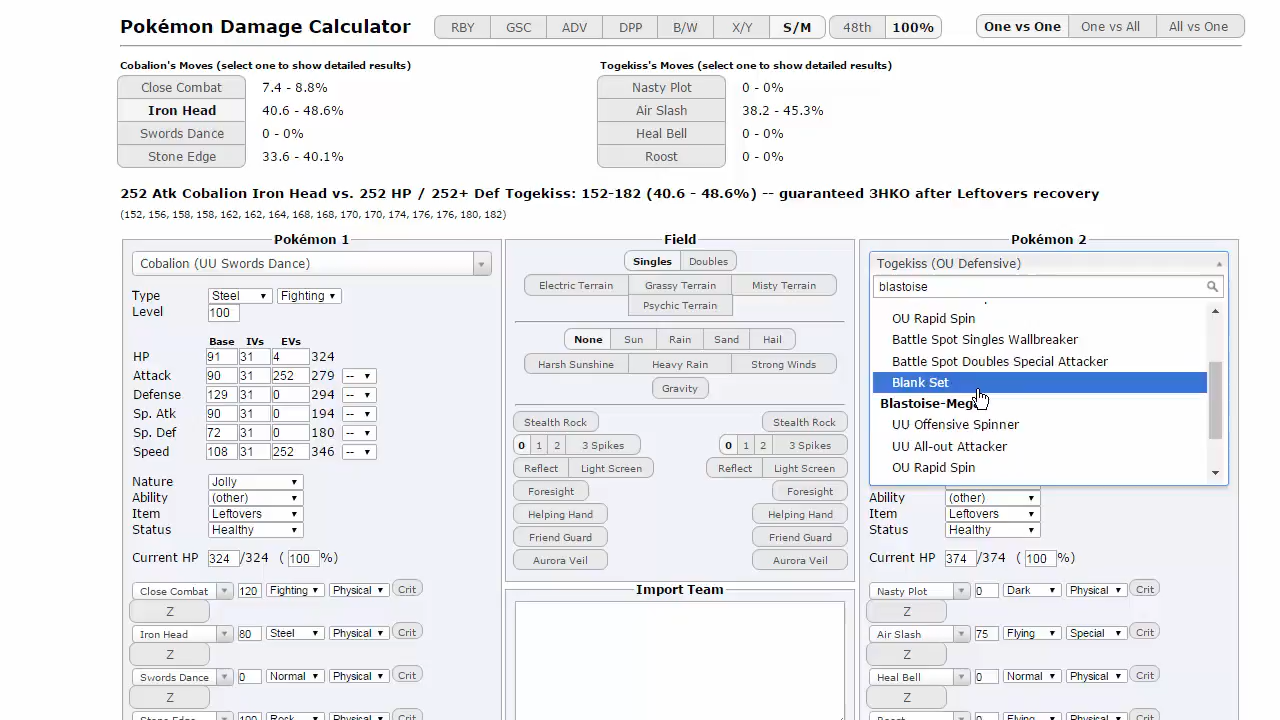 Pokémon Damage Calculator RBY GSC ADV DPP B/W X/Y S/M 48th 100% One vs One One vs All All vs One
Cobalion's Moves (select one to show detailed results) Togekiss's Moves (select one to show detailed results)
Close Combat 7.4 - 8.8% Nasty Plot 0 - 0%
Iron Head 40.6 - 48.6% Air Slash 38.2 - 45.3%
Swords Dance 0 - 0% Heal Bell 0 - 0%
Stone Edge 33.6 - 40.1% Roost 0 - 0%
252 Atk Cobalion Iron Head vs. 252 HP / 252+ Def Togekiss: 152-182 (40.6 - 48.6%) -- guaranteed 3HKO after Leftovers recovery
(152, 156, 158, 158, 162, 162, 164, 168, 168, 170, 170, 174, 176, 176, 180, 182)
Pokémon 1
Cobalion (UU Swords Dance)
Type Steel Fighting
Level 100
Base IVs EVs
HP 91 31 4 324
Attack 90 31 252 279 --
Defense 129 31 0 294 --
Sp. Atk 90 31 0 194 --
Sp. Def 72 31 0 180 --
Speed 108 31 252 346 --
Nature Jolly
Ability (other)
Item Leftovers
Status Healthy
Current HP 324 /324 ( 100 %)
Close Combat 120 Fighting Physical Crit
Z
Iron Head 80 Steel Physical Crit
Z
Swords Dance 0 Normal Physical Crit
Z
Stone Edge 100 Rock Physical Crit
Field
Singles Doubles
Electric Terrain Grassy Terrain Misty Terrain
Psychic Terrain
None Sun Rain Sand Hail
Harsh Sunshine Heavy Rain Strong Winds
Gravity
Stealth Rock Stealth Rock
0 1 2 3 Spikes 0 1 2 3 Spikes
Reflect Light Screen Reflect Light Screen
Foresight Foresight
Helping Hand Helping Hand
Friend Guard Friend Guard
Aurora Veil Aurora Veil
Import Team
Pokémon 2
Togekiss (OU Defensive)
blastoise
OU Rapid Spin
Battle Spot Singles Wallbreaker
Battle Spot Doubles Special Attacker
Blank Set
Blastoise-Mega
UU Offensive Spinner
UU All-out Attacker
OU Rapid Spin
Ability (other)
Item Leftovers
Status Healthy
Current HP 374 /374 ( 100 %)
Nasty Plot 0 Dark Physical Crit
Z
Air Slash 75 Flying Special Crit
Z
Heal Bell 0 Normal Physical Crit
Z
Roost 0 Flying Physical Crit